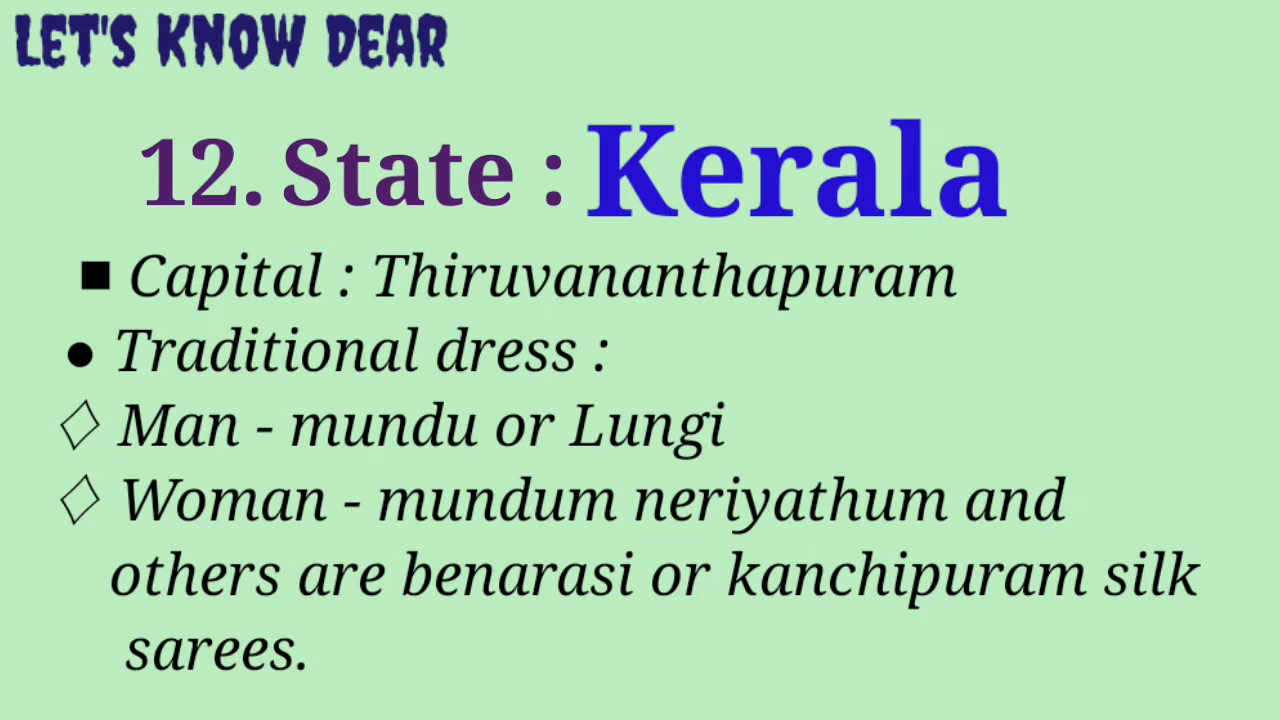 LET'S KNOW DEAR
12. State : Kerala
■ Capital : Thiruvananthapuram
● Traditional dress :
♢ Man - mundu or Lungi
♢ Woman - mundum neriyathum and
others are benarasi or kanchipuram silk
sarees.